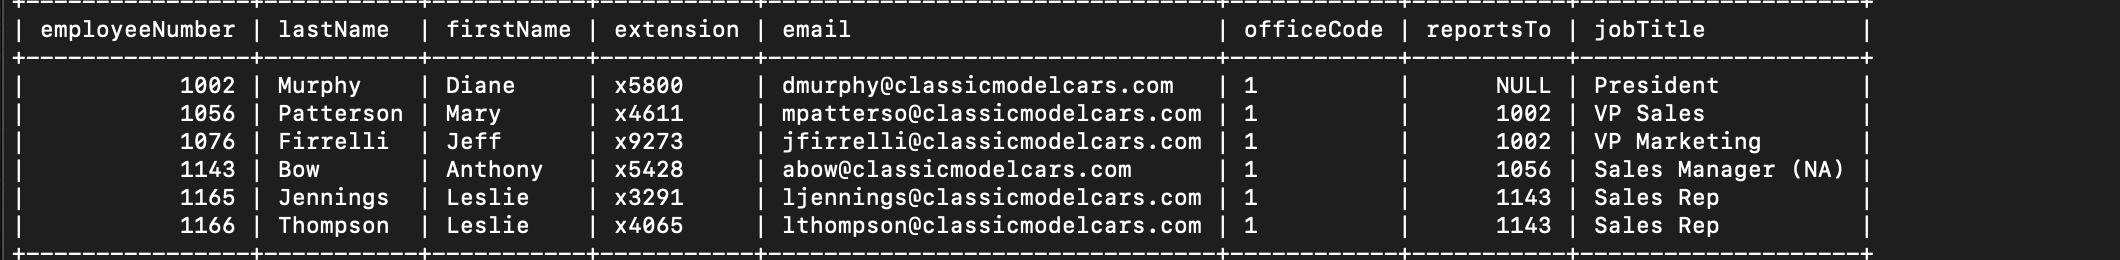 | employeeNumber | lastName  | firstName | extension | email                         | officeCode | reportsTo | jobTitle           |
|           1002 | Murphy    | Diane     | x5800     | dmurphy@classicmodelcars.com   | 1          |      NULL | President          |
|           1056 | Patterson | Mary      | x4611     | mpatterso@classicmodelcars.com | 1          |      1002 | VP Sales           |
|           1076 | Firrelli  | Jeff      | x9273     | jfirrelli@classicmodelcars.com | 1          |      1002 | VP Marketing       |
|           1143 | Bow       | Anthony   | x5428     | abow@classicmodelcars.com      | 1          |      1056 | Sales Manager (NA) |
|           1165 | Jennings  | Leslie    | x3291     | ljennings@classicmodelcars.com | 1          |      1143 | Sales Rep          |
|           1166 | Thompson  | Leslie    | x4065     | lthompson@classicmodelcars.com | 1          |      1143 | Sales Rep          |